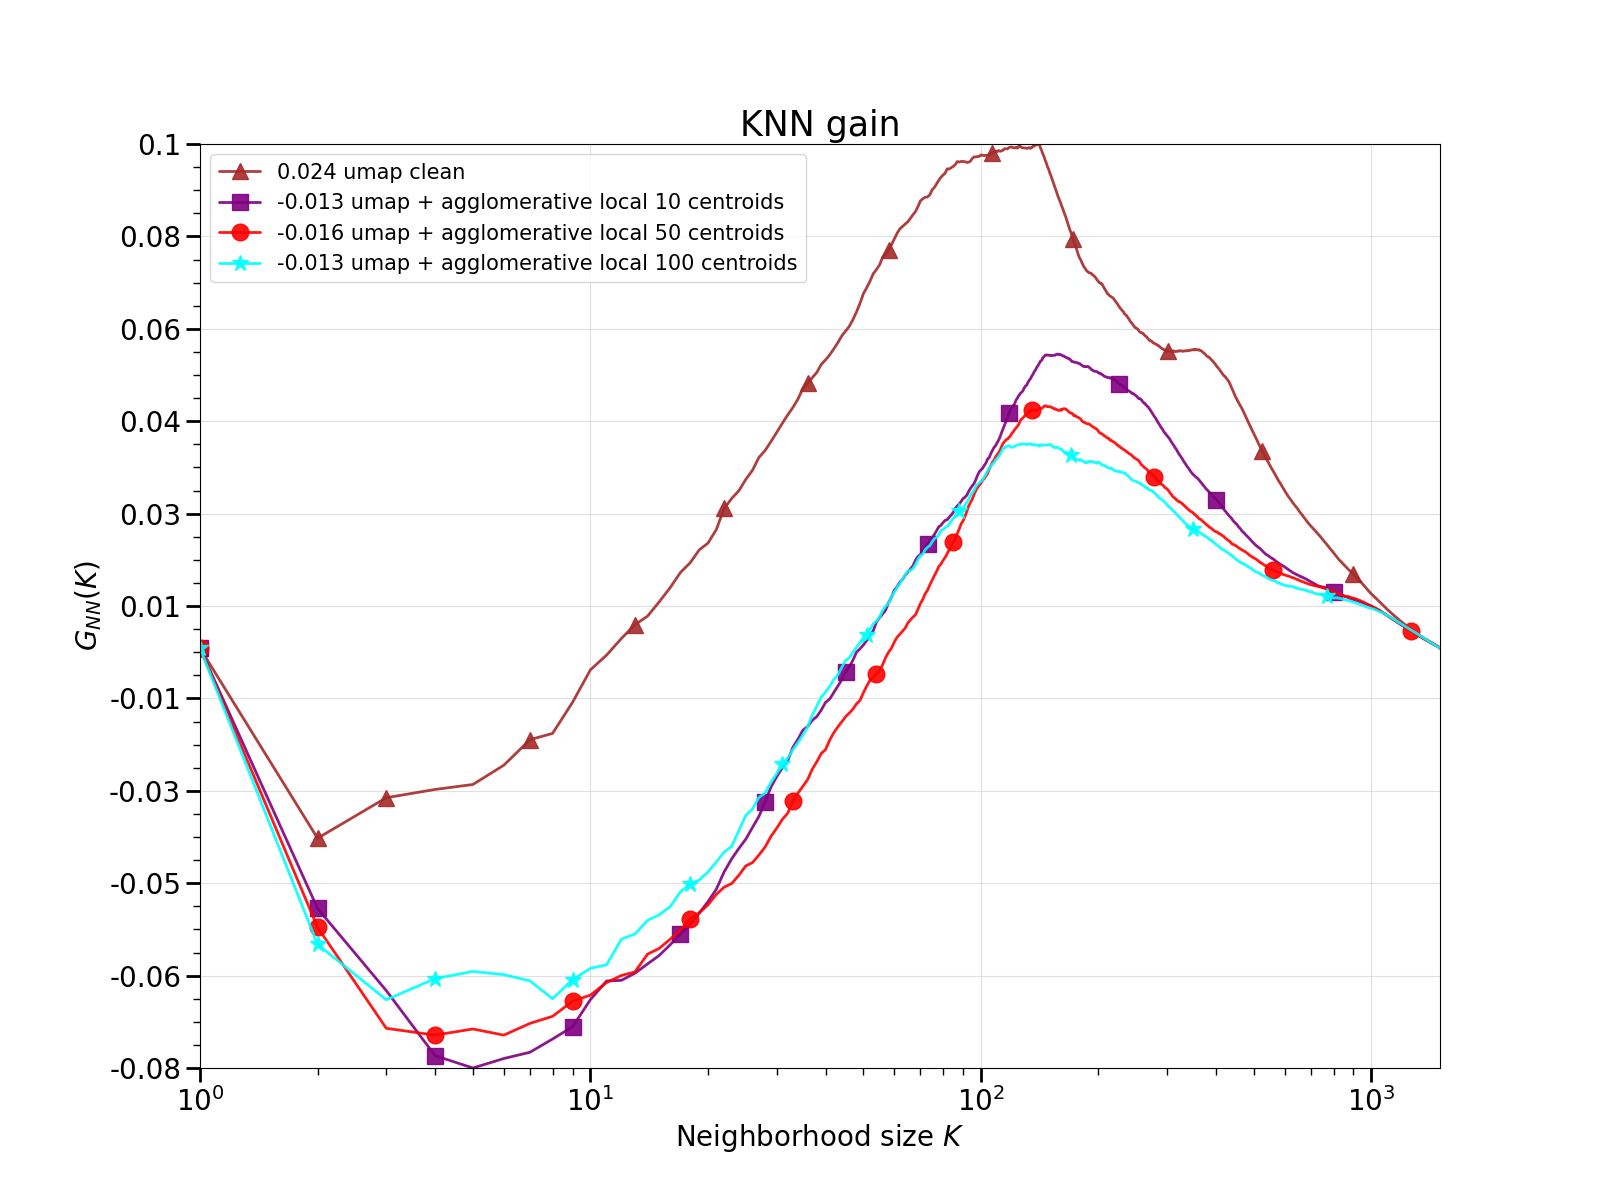 KNN gain
0.024 umap clean
-0.013 umap + agglomerative local 10 centroids
-0.016 umap + agglomerative local 50 centroids
-0.013 umap + agglomerative local 100 centroids
0.1
0.08
0.06
0.04
0.03
0.01
-0.01
-0.03
-0.05
-0.06
-0.08
G_{NN}(K)
10^0 10^1 10^2 10^3
Neighborhood size K